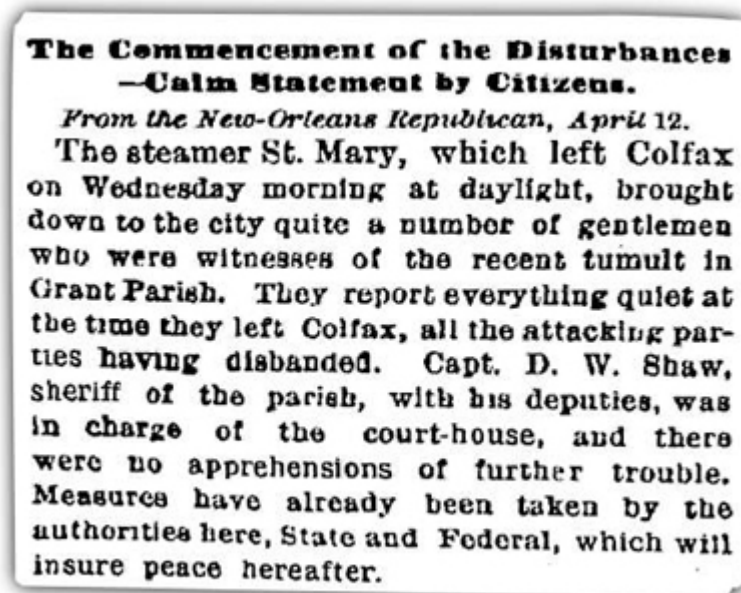 The Commencement of the Disturbances
—Calm Statement by Citizens.
From the New-Orleans Republican, April 12.
The steamer St. Mary, which left Colfax
on Wednesday morning at daylight, brought
down to the city quite a number of gentlemen
who were witnesses of the recent tumult in
Grant Parish. They report everything quiet at
the time they left Colfax, all the attacking par-
ties having disbanded. Capt. D. W. Shaw,
sheriff of the parish, with his deputies, was
in charge of the court-house, and there
were no apprehensions of further trouble.
Measures have already been taken by the
authorities here, State and Federal, which will
insure peace hereafter.